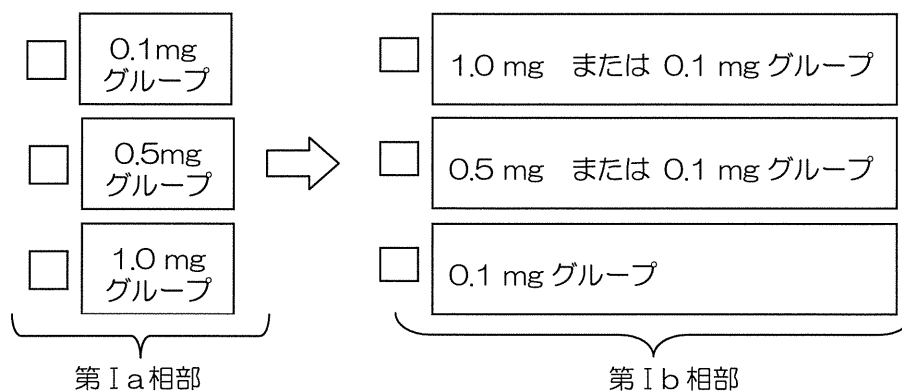 0.1mg
グループ
0.5mg
グループ
1.0 mg
グループ
第Ⅰa相部
1.0 mg または 0.1 mg グループ
0.5 mg または 0.1 mg グループ
0.1 mg グループ
第Ⅰb相部